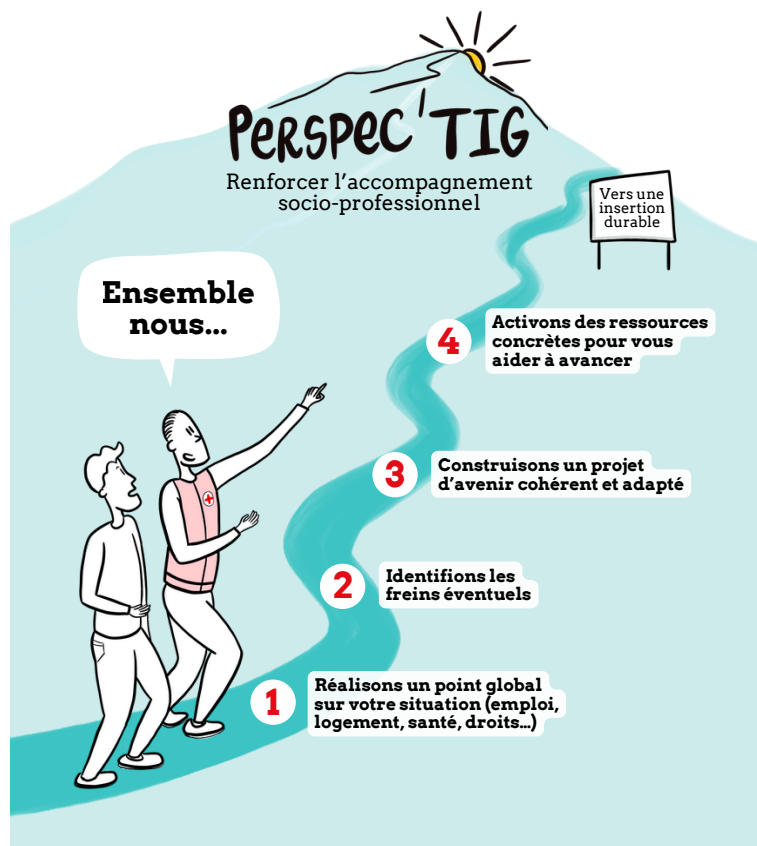 PERSPEC'TIG
Renforcer l'accompagnement
socio-professionnel
Vers une
insertion
durable
Ensemble
nous...
4
Activons des ressources
concrètes pour vous
aider à avancer
3
Construisons un projet
d'avenir cohérent et adapté
2
Identifions les
freins éventuels
1
Réalisons un point global
sur votre situation (emploi,
logement, santé, droits...)